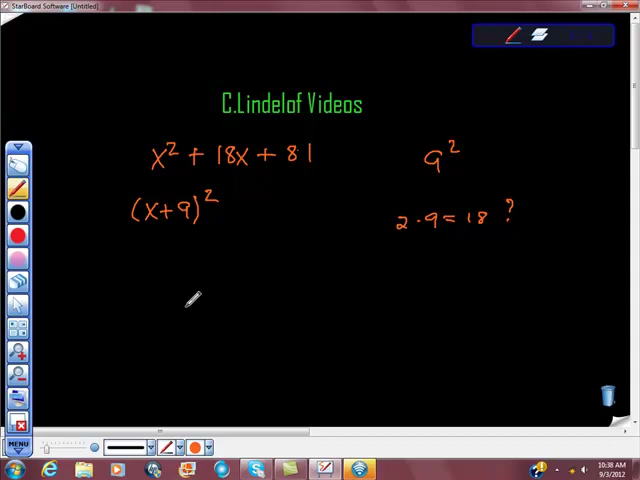 StarBoard Software [Untitled]
C.Lindelof Videos
x² + 18x + 81
9²
(x+9)²
2 · 9 = 18 ?
MENU
10:38 AM
9/3/2012